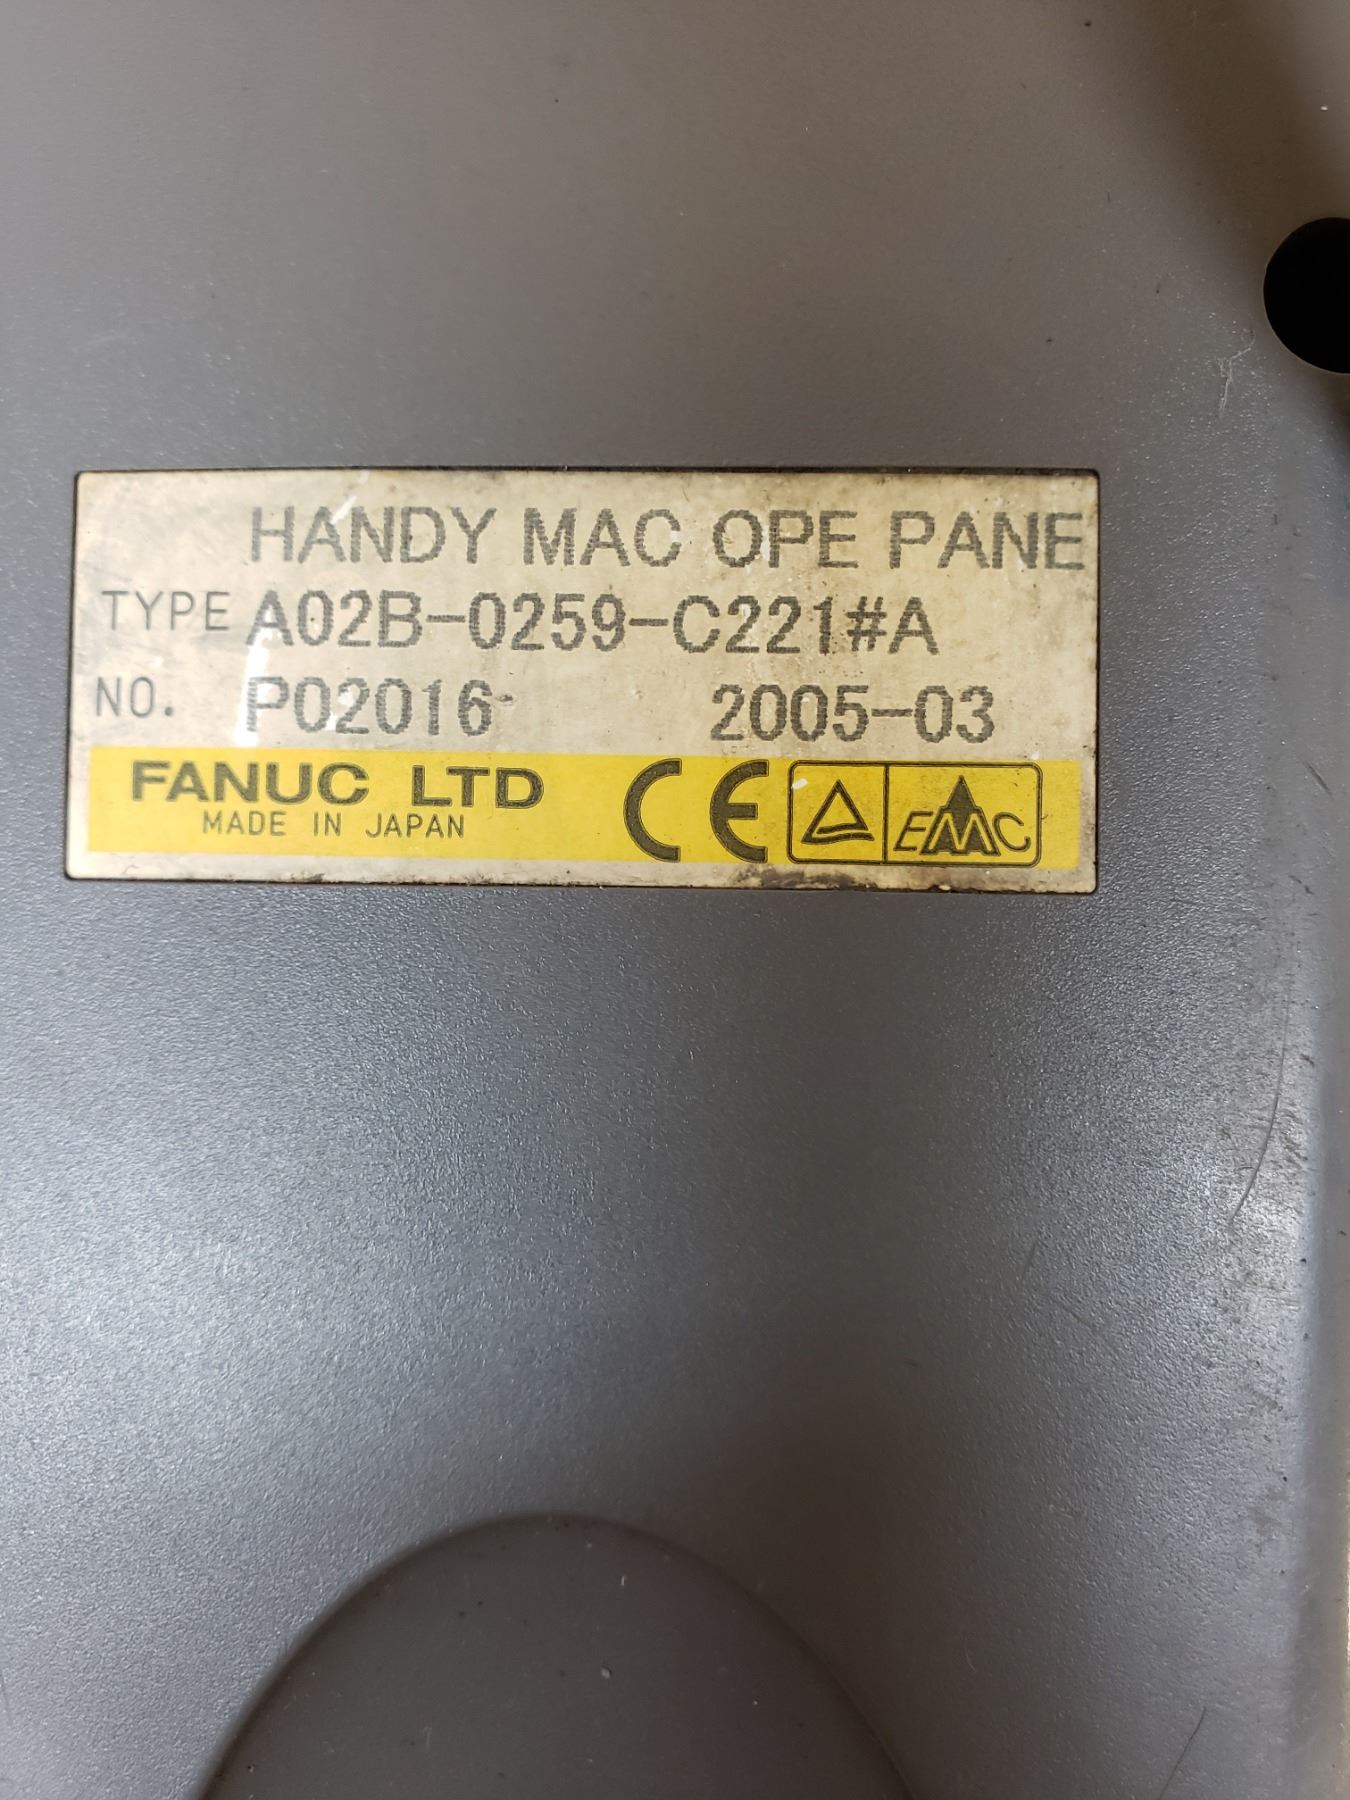 HANDY MAC OPE PANE
TYPE A02B-0259-C221#A
NO. P02016 2005-03
FANUC LTD
MADE IN JAPAN
CE
EMC